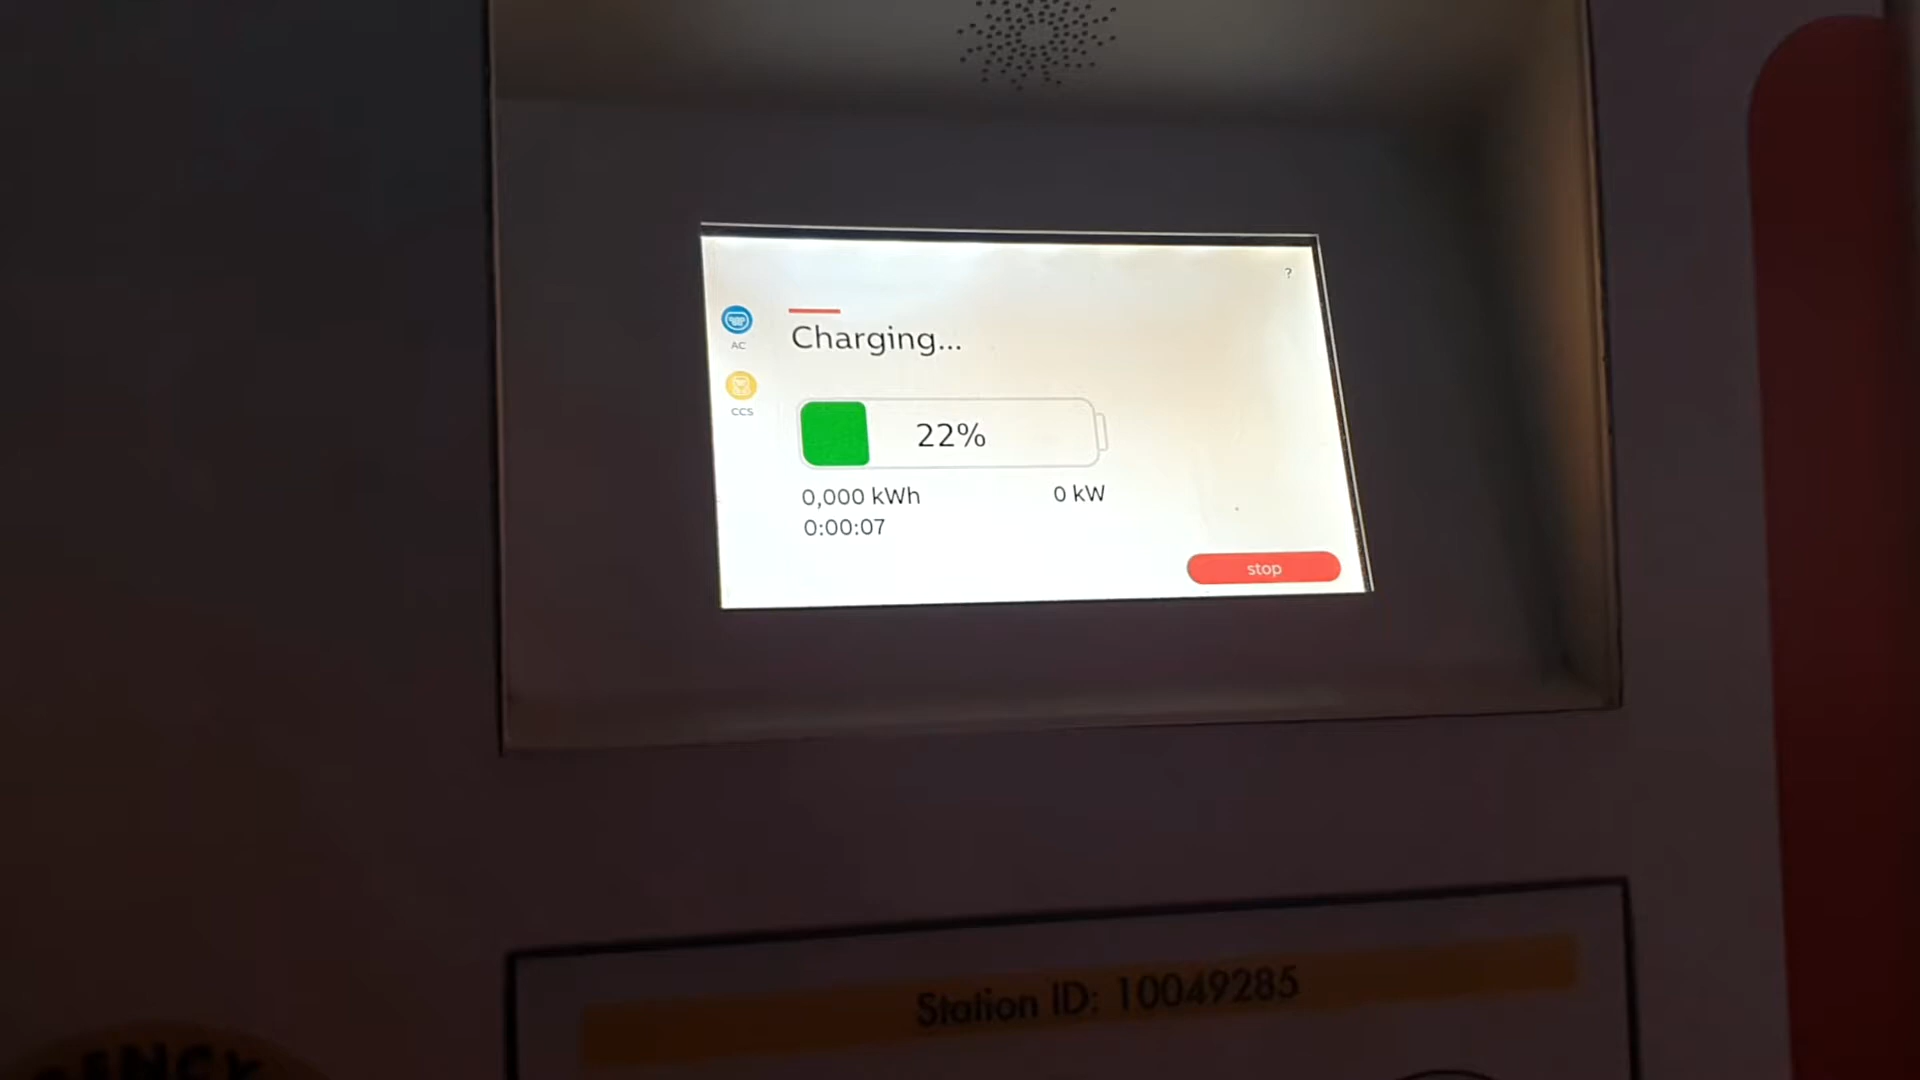 ?
AC
Charging...
CCS
22%
0,000 kWh
0 kW
0:00:07
stop
Station ID: 10049285